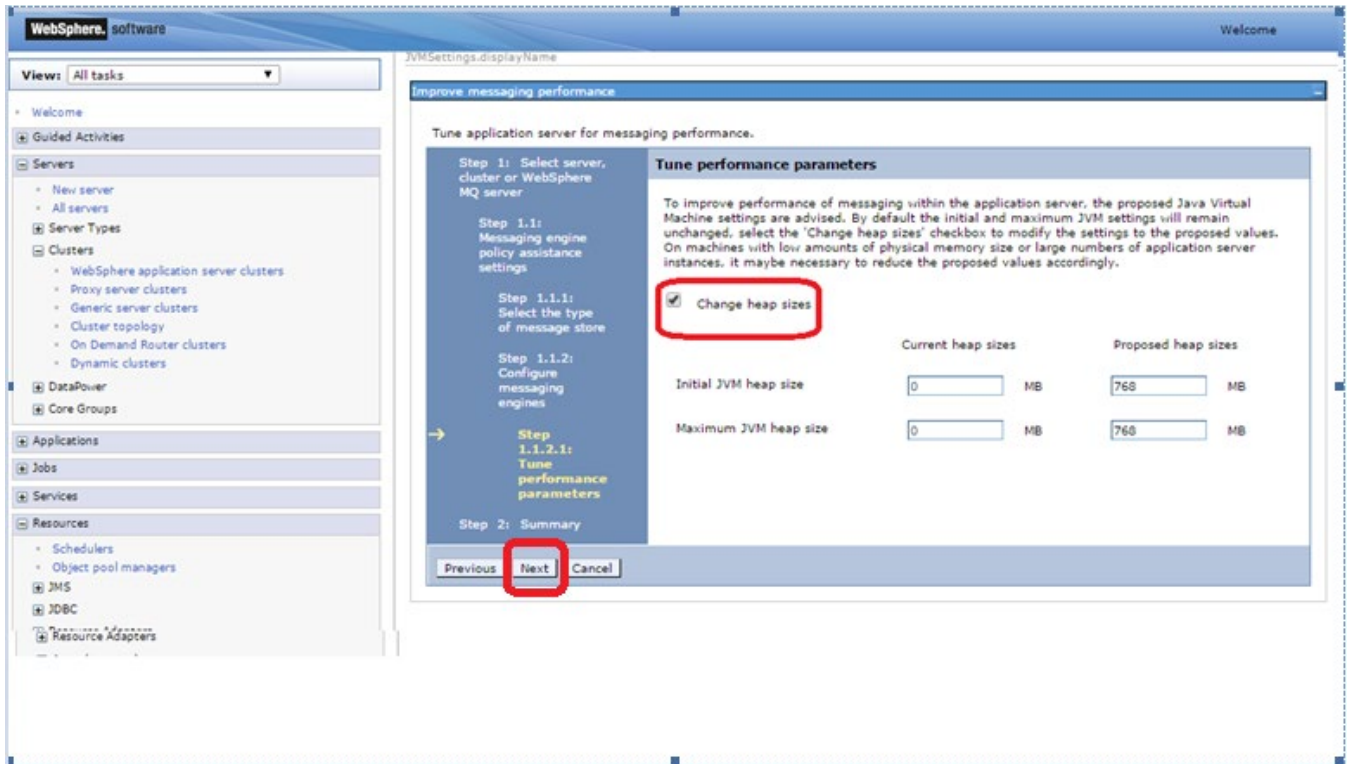 WebSphere. software
Welcome
View: All tasks
Welcome
Guided Activities
Servers
New server
All servers
Server Types
Clusters
WebSphere application server clusters
Proxy server clusters
Generic server clusters
Cluster topology
On Demand Router clusters
Dynamic clusters
DataPower
Core Groups
Applications
Jobs
Services
Resources
Schedulers
Object pool managers
JMS
JDBC
Resource Adapters
JVMSettings.displayName
Improve messaging performance
Tune application server for messaging performance.
Step 1: Select server,
cluster or WebSphere
MQ server
Step 1.1:
Messaging engine
policy assistance
settings
Step 1.1.1:
Select the type
of message store
Step 1.1.2:
Configure
messaging
engines
Step
1.1.2.1:
Tune
performance
parameters
Step 2: Summary
Tune performance parameters
To improve performance of messaging within the application server, the proposed Java Virtual
Machine settings are advised. By default the initial and maximum JVM settings will remain
unchanged, select the 'Change heap sizes' checkbox to modify the settings to the proposed values.
On machines with low amounts of physical memory size or large numbers of application server
instances, it maybe necessary to reduce the proposed values accordingly.
Change heap sizes
Current heap sizes Proposed heap sizes
Initial JVM heap size 0 MB 768 MB
Maximum JVM heap size 0 MB 768 MB
Previous Next Cancel